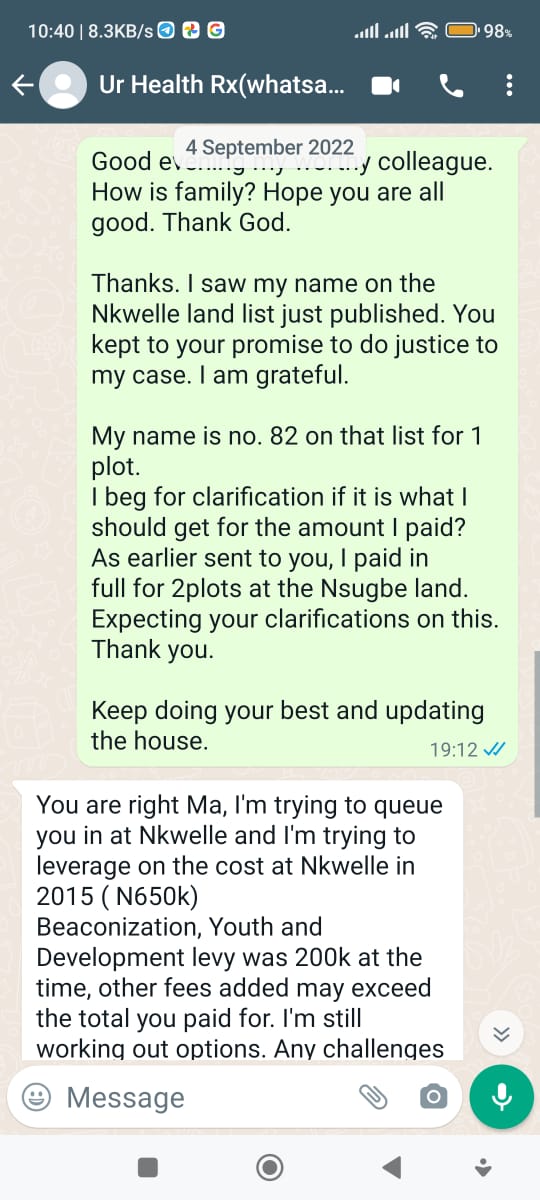 10:40 | 8.3KB/s
98%
Ur Health Rx(whatsa...
4 September 2022
Good evening my worthy colleague.
How is family? Hope you are all
good. Thank God.
Thanks. I saw my name on the
Nkwelle land list just published. You
kept to your promise to do justice to
my case. I am grateful.
My name is no. 82 on that list for 1
plot.
I beg for clarification if it is what I
should get for the amount I paid?
As earlier sent to you, I paid in
full for 2plots at the Nsugbe land.
Expecting your clarifications on this.
Thank you.
Keep doing your best and updating
the house.
19:12
You are right Ma, I'm trying to queue
you in at Nkwelle and I'm trying to
leverage on the cost at Nkwelle in
2015 ( N650k)
Beaconization, Youth and
Development levy was 200k at the
time, other fees added may exceed
the total you paid for. I'm still
working out options. Any challenges
Message